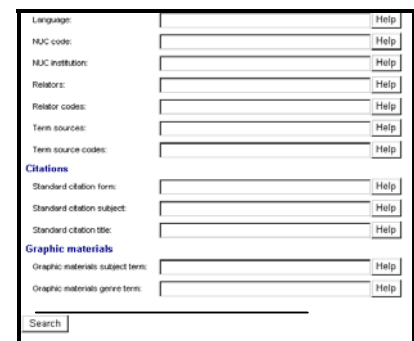 Language: Help
NUC code: Help
NUC institution: Help
Relators: Help
Relator codes: Help
Term sources: Help
Term source codes: Help
Citations
Standard citation form: Help
Standard citation subject: Help
Standard citation title: Help
Graphic materials
Graphic materials subject term: Help
Graphic materials genre term: Help
Search